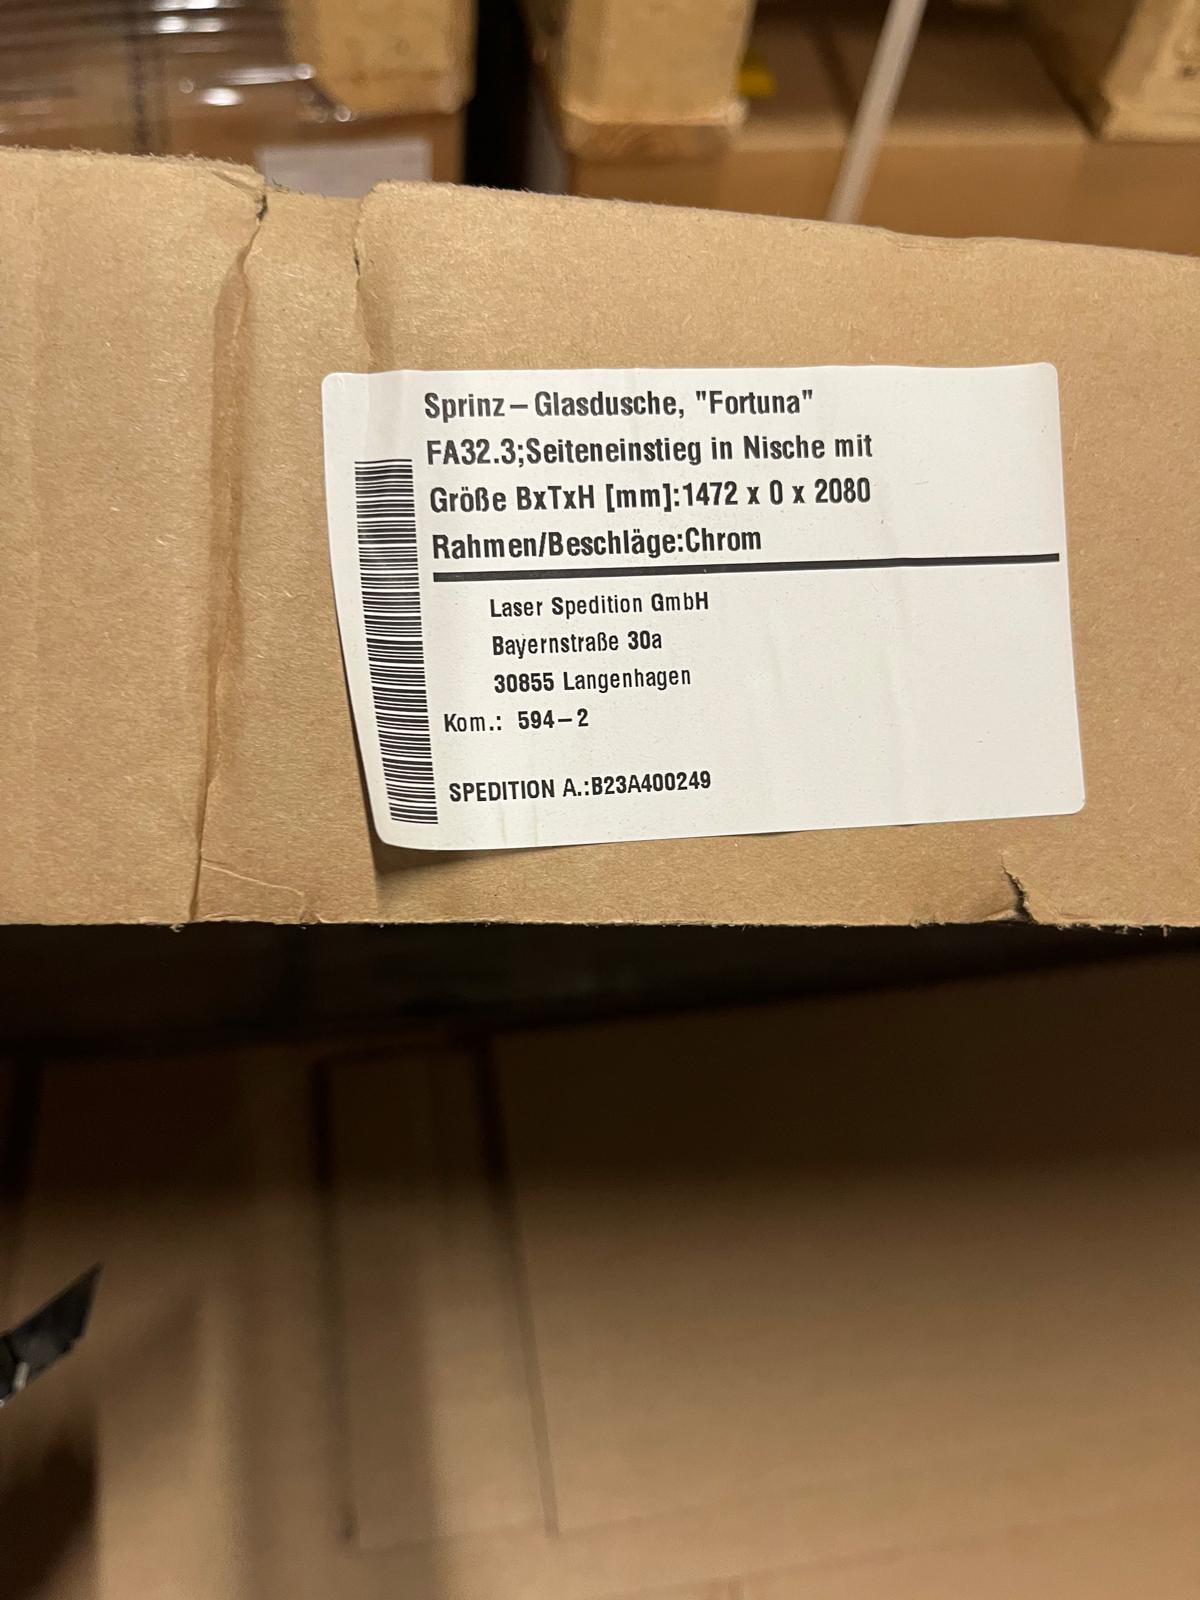 Sprinz – Glasdusche, "Fortuna"
FA32.3;Seiteneinstieg in Nische mit
Größe BxTxH [mm]:1472 x 0 x 2080
Rahmen/Beschläge:Chrom
Laser Spedition GmbH
Bayernstraße 30a
30855 Langenhagen
Kom.: 594–2
SPEDITION A.:B23A400249